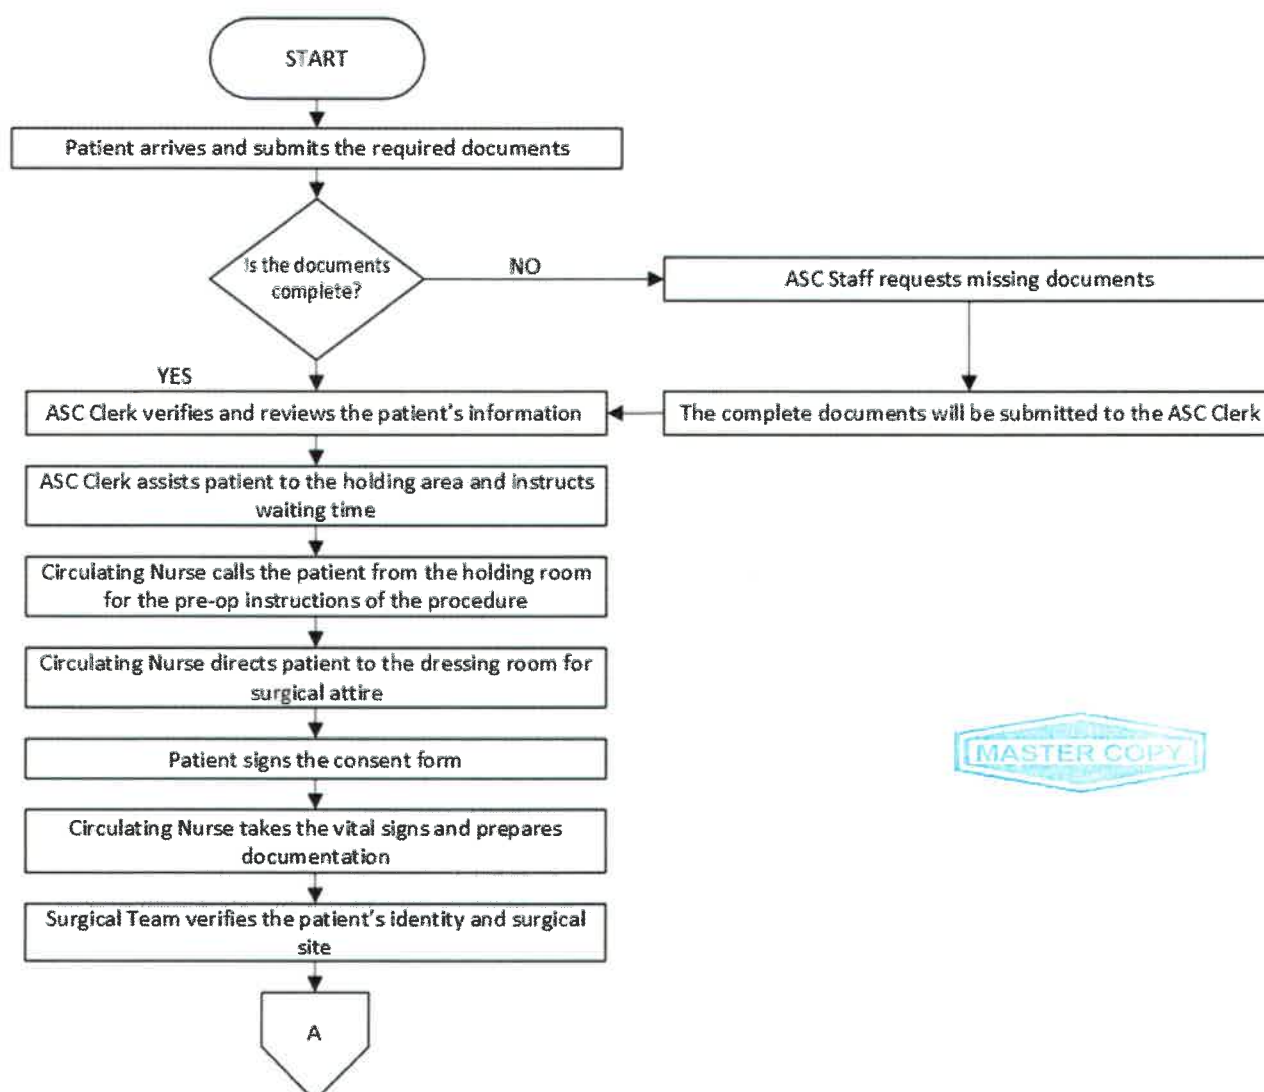 START
Patient arrives and submits the required documents
Is the documents
complete?
NO
ASC Staff requests missing documents
YES
ASC Clerk verifies and reviews the patient's information
The complete documents will be submitted to the ASC Clerk
ASC Clerk assists patient to the holding area and instructs
waiting time
Circulating Nurse calls the patient from the holding room
for the pre-op instructions of the procedure
Circulating Nurse directs patient to the dressing room for
surgical attire
Patient signs the consent form
MASTER COPY
Circulating Nurse takes the vital signs and prepares
documentation
Surgical Team verifies the patient's identity and surgical
site
A